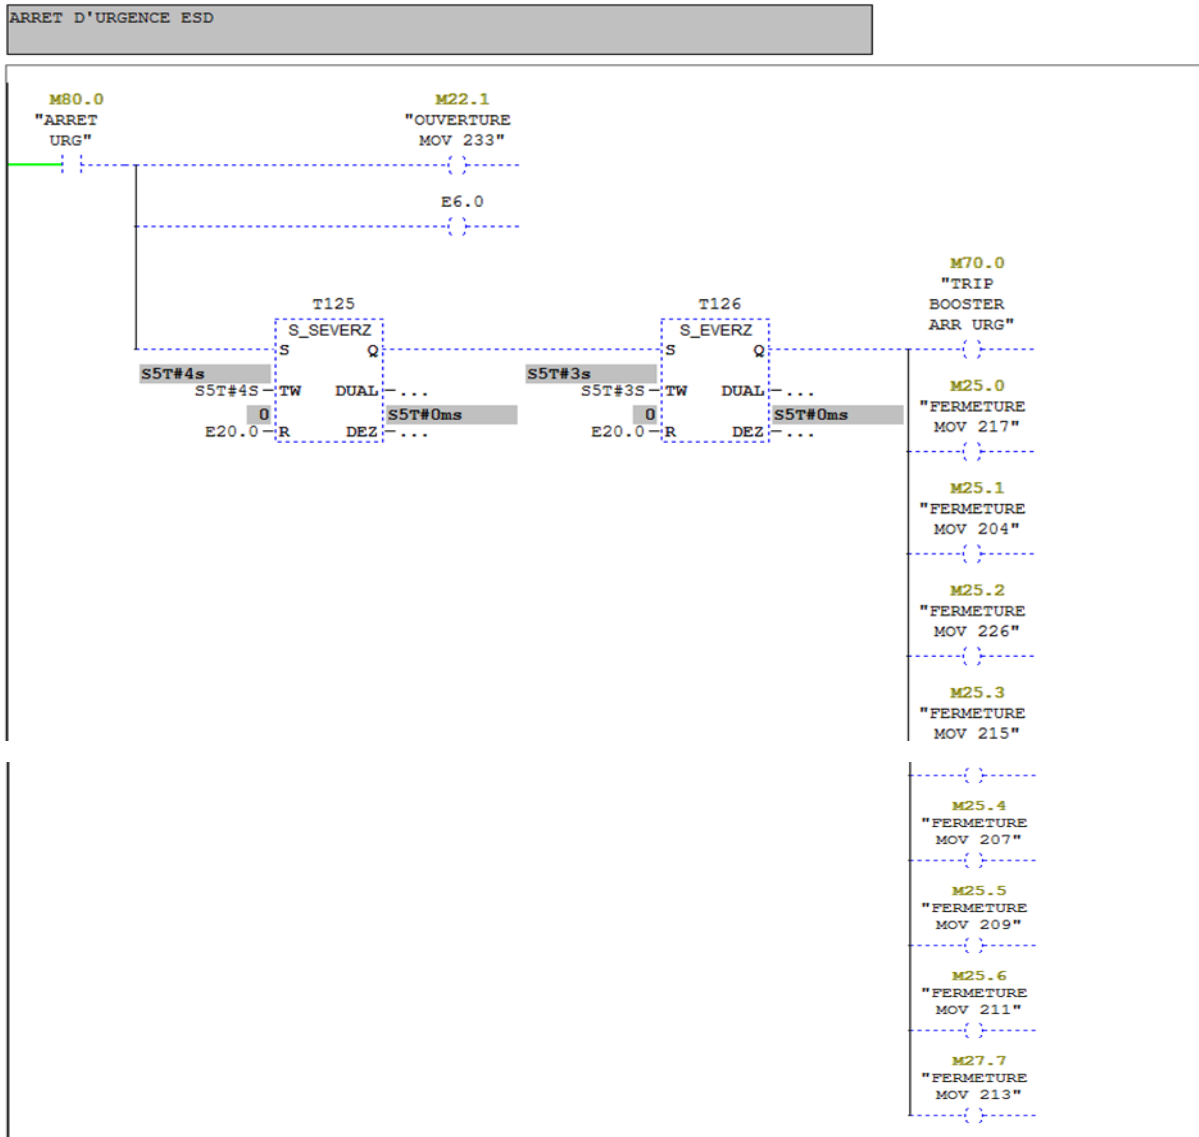 ARRET D'URGENCE ESD
M80.0
"ARRET
URG"
M22.1
"OUVERTURE
MOV 233"
E6.0
T125
S_SEVERZ
S Q
S5T#4s
S5T#4S TW DUAL ...
0 S5T#0ms
E20.0 R DEZ ...
T126
S_EVERZ
S Q
S5T#3s
S5T#3S TW DUAL ...
0 S5T#0ms
E20.0 R DEZ ...
M70.0
"TRIP
BOOSTER
ARR URG"
M25.0
"FERMETURE
MOV 217"
M25.1
"FERMETURE
MOV 204"
M25.2
"FERMETURE
MOV 226"
M25.3
"FERMETURE
MOV 215"
M25.4
"FERMETURE
MOV 207"
M25.5
"FERMETURE
MOV 209"
M25.6
"FERMETURE
MOV 211"
M27.7
"FERMETURE
MOV 213"